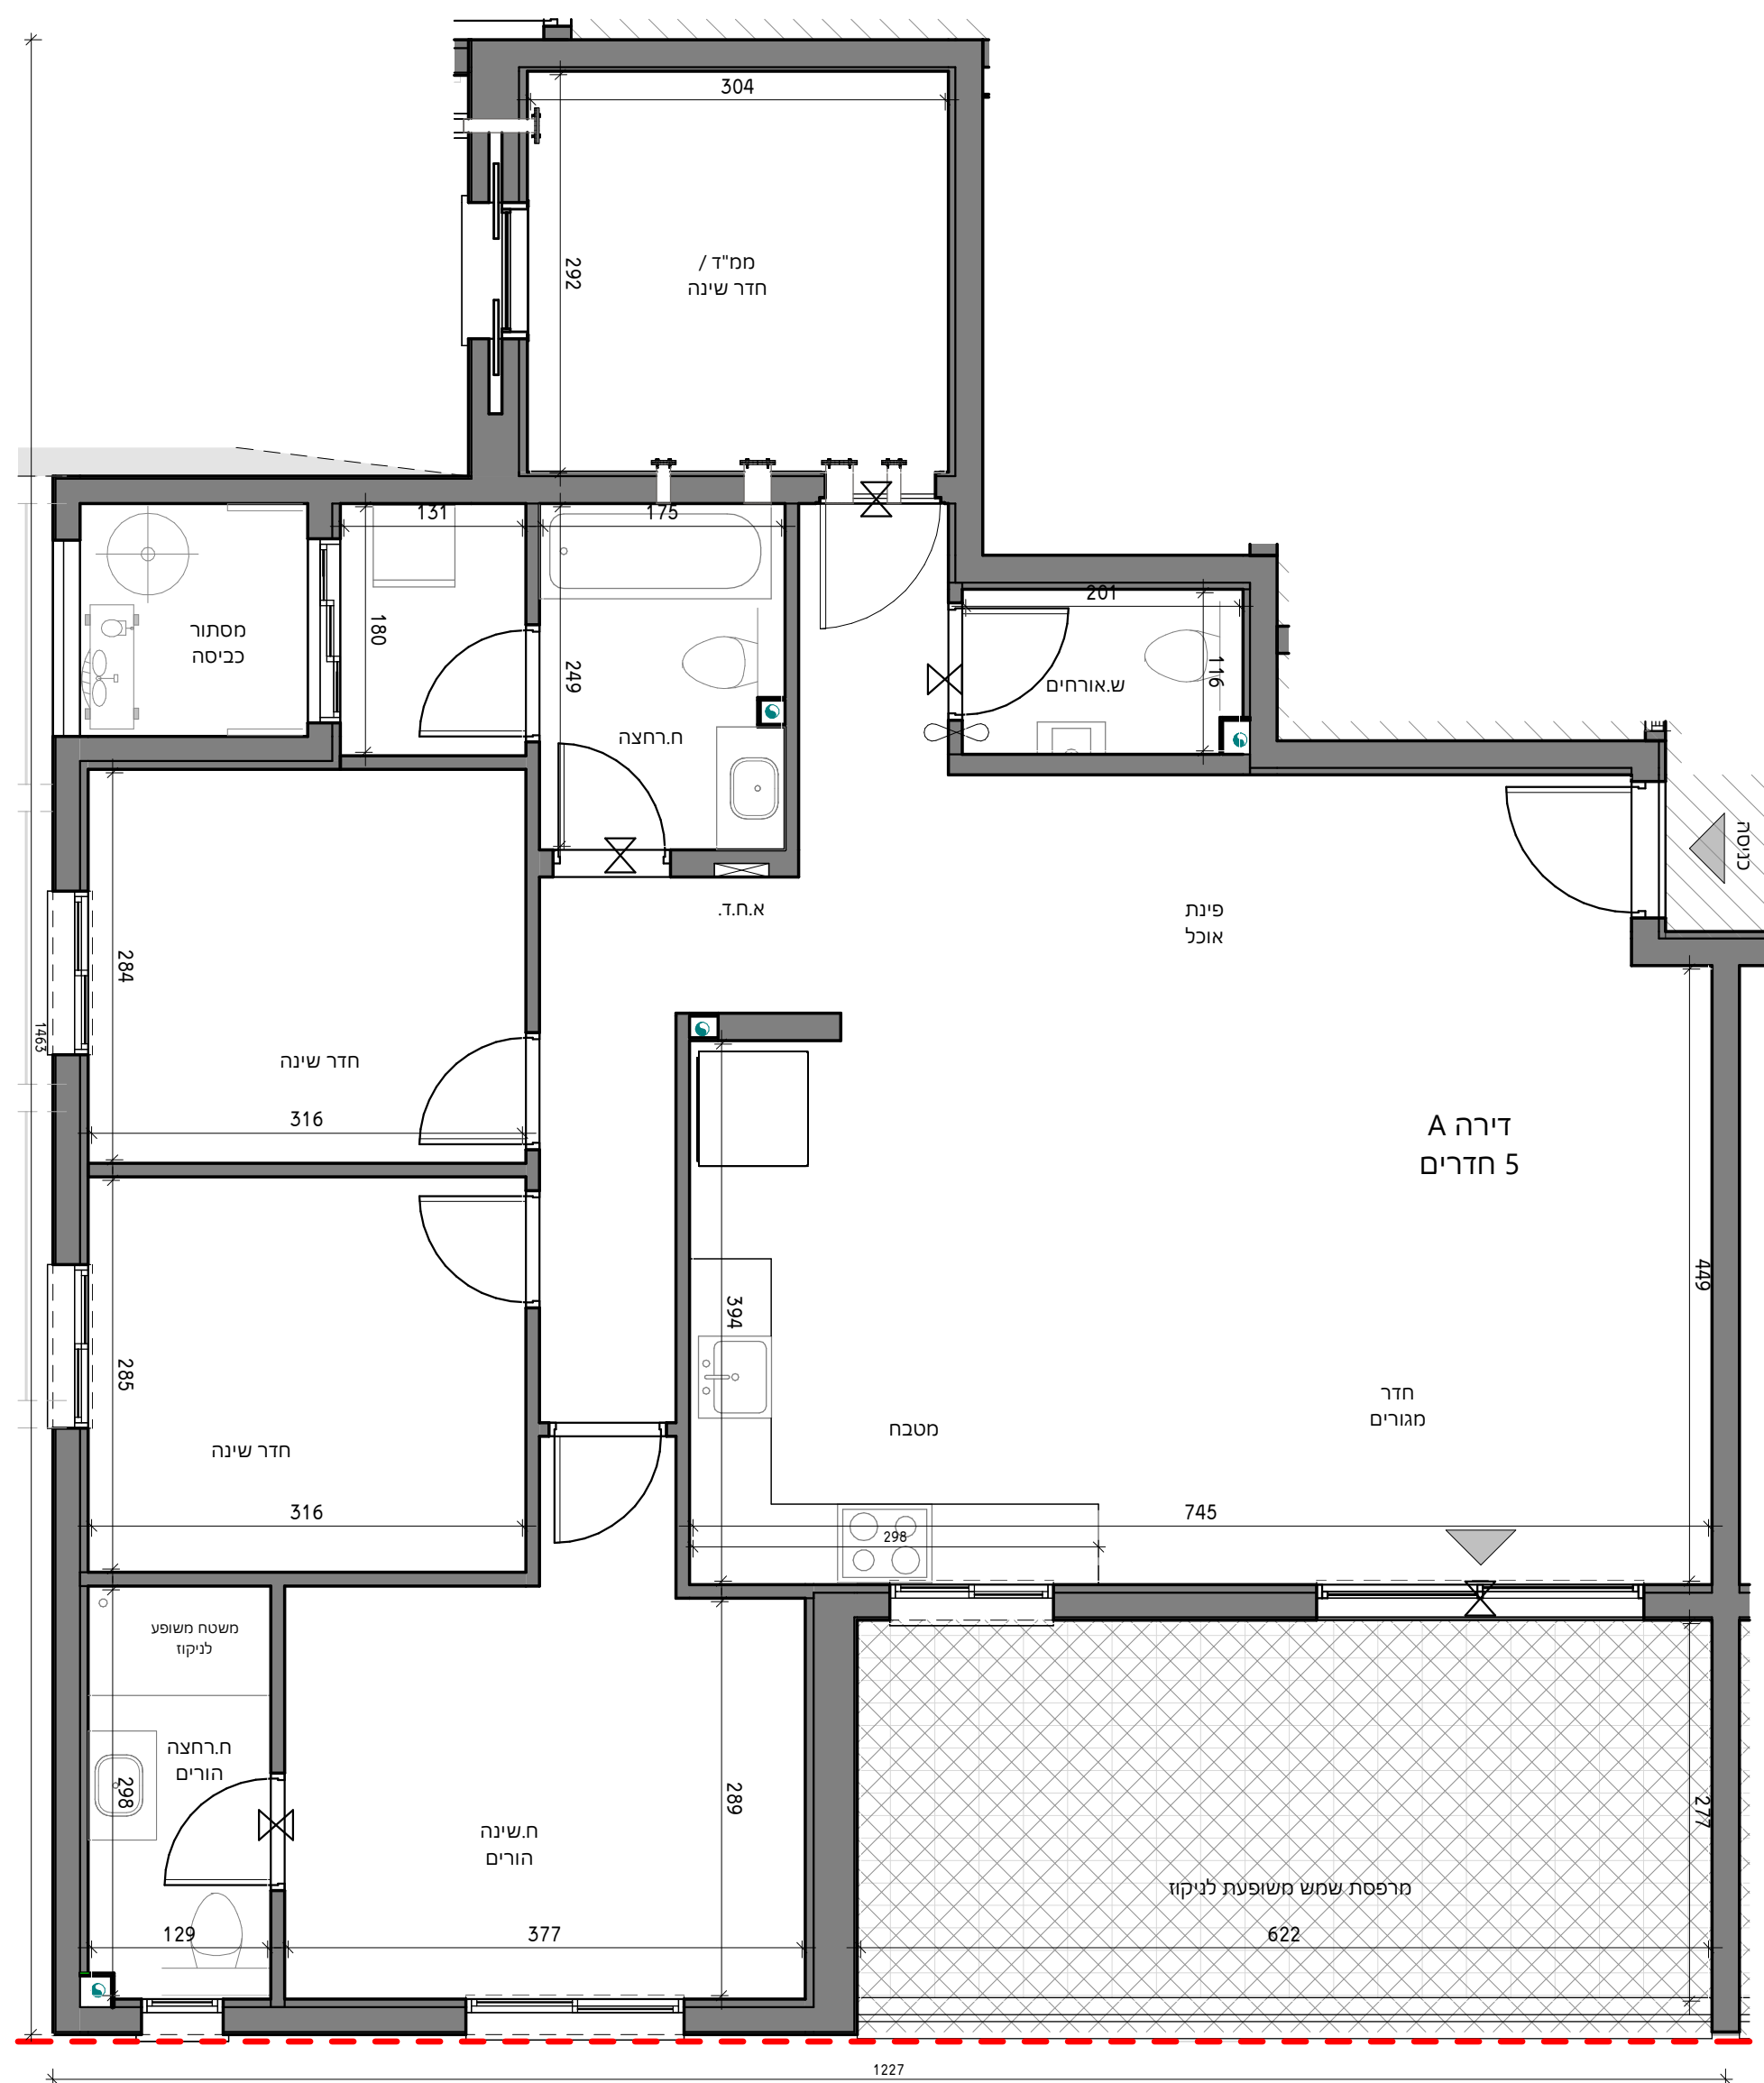 304
292
ממ"ד /
חדר שינה
131
175
201
180
249
116
מסתור
כביסה
ח.רחצה
ש.אורחים
כניסה
א.ח.ד.
פינת
אוכל
284
1463
חדר שינה
316
דירה A
5 חדרים
449
394
285
חדר
מגורים
מטבח
חדר שינה
316
745
298
משטח משופע
לניקוז
ח.רחצה
הורים
298
289
277
ח.שינה
הורים
מרפסת שמש משופעת לניקוז
129
377
622
1227